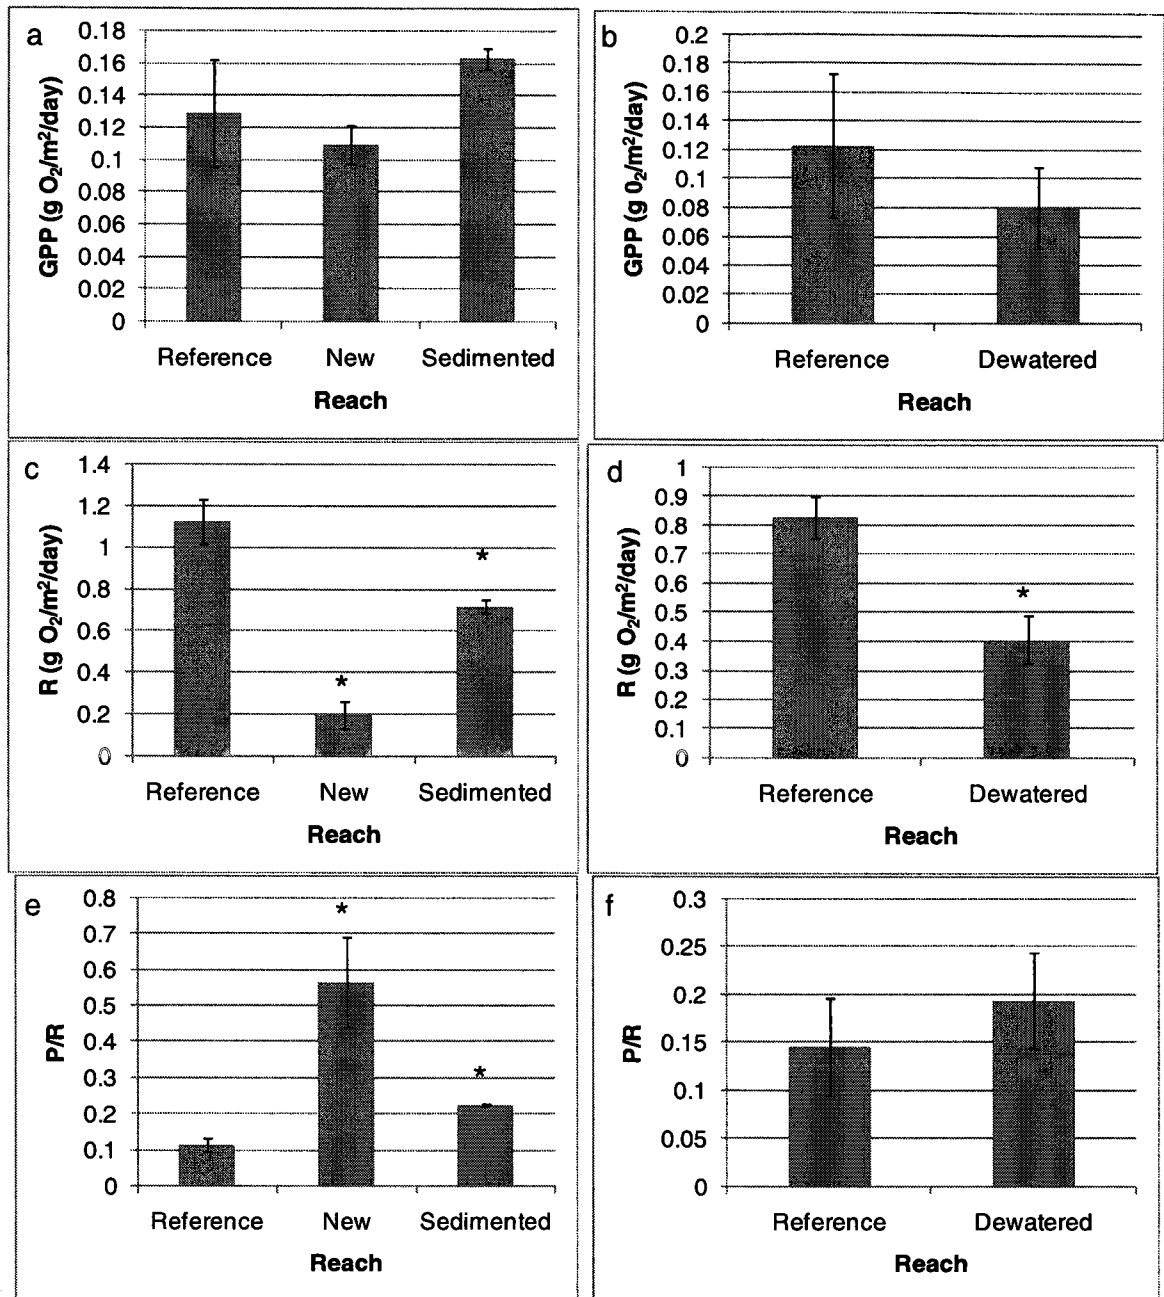 a
GPP (g O₂/m²/day)
0.18
0.16
0.14
0.12
0.1
0.08
0.06
0.04
0.02
0
Reference New Sedimented
Reach
b
GPP (g 0₂/m²/day)
0.2
0.18
0.16
0.14
0.12
0.1
0.08
0.06
0.04
0.02
0
Reference Dewatered
Reach
c
R (g O₂/m²/day)
1.4
1.2
1
0.8
0.6
0.4
0.2
0
*
*
Reference New Sedimented
Reach
d
R (g O₂/m²/day)
1
0.9
0.8
0.7
0.6
0.5
0.4
0.3
0.2
0.1
0
*
Reference Dewatered
Reach
e
P/R
0.8
0.7
0.6
0.5
0.4
0.3
0.2
0.1
0
*
*
Reference New Sedimented
Reach
f
P/R
0.3
0.25
0.2
0.15
0.1
0.05
0
Reference Dewatered
Reach